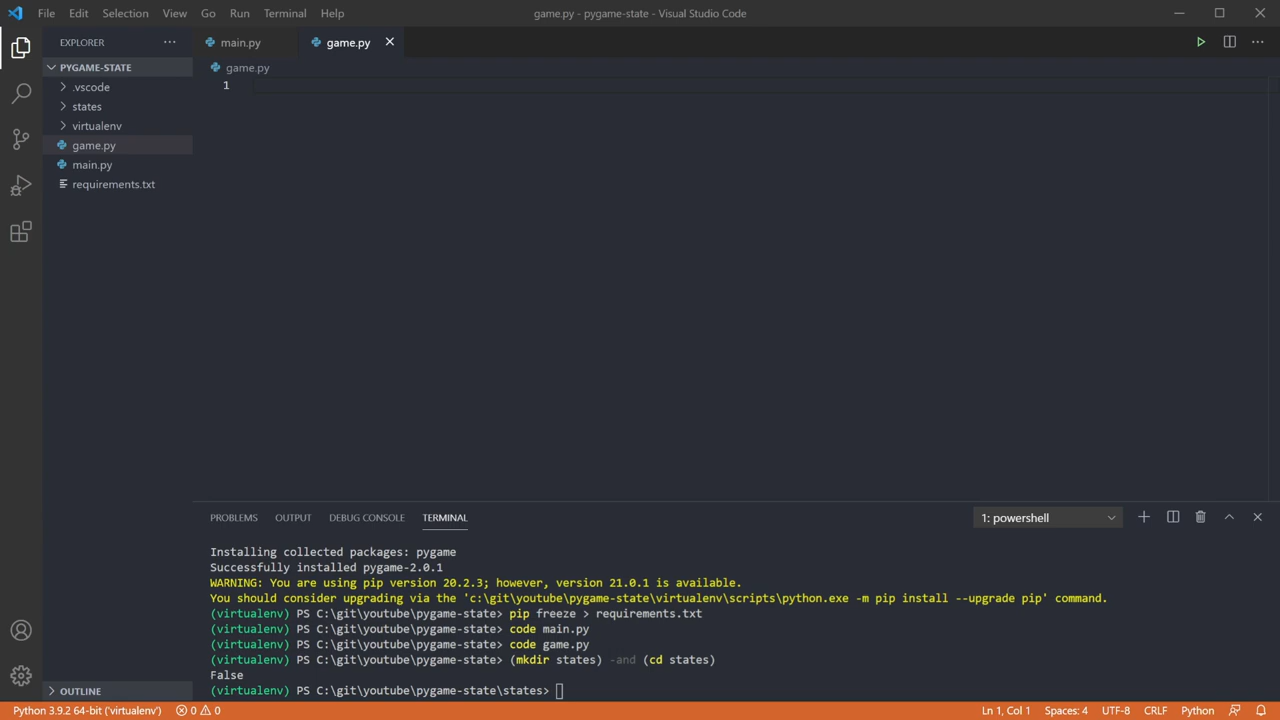 File Edit Selection View Go Run Terminal Help
game.py - pygame-state - Visual Studio Code
EXPLORER
main.py
game.py
PYGAME-STATE
game.py
.vscode
1
states
virtualenv
game.py
main.py
requirements.txt
PROBLEMS OUTPUT DEBUG CONSOLE TERMINAL
1: powershell
Installing collected packages: pygame
Successfully installed pygame-2.0.1
WARNING: You are using pip version 20.2.3; however, version 21.0.1 is available.
You should consider upgrading via the 'c:\git\youtube\pygame-state\virtualenv\scripts\python.exe -m pip install --upgrade pip' command.
(virtualenv) PS C:\git\youtube\pygame-state> pip freeze > requirements.txt
(virtualenv) PS C:\git\youtube\pygame-state> code main.py
(virtualenv) PS C:\git\youtube\pygame-state> code game.py
(virtualenv) PS C:\git\youtube\pygame-state> (mkdir states) -and (cd states)
False
(virtualenv) PS C:\git\youtube\pygame-state\states>
OUTLINE
Python 3.9.2 64-bit ('virtualenv') 0 0
Ln 1, Col 1 Spaces: 4 UTF-8 CRLF Python